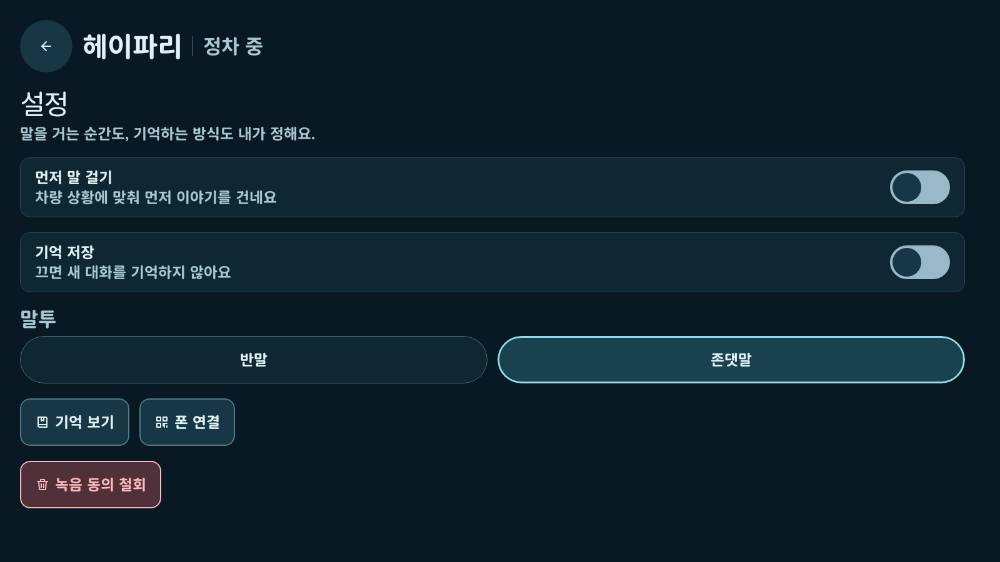 헤이파리
정차 중
설정
말을 거는 순간도, 기억하는 방식도 내가 정해요.
먼저 말 걸기
차량 상황에 맞춰 먼저 이야기를 건네요
기억 저장
끄면 새 대화를 기억하지 않아요
말투
반말
존댓말
기억 보기
폰 연결
녹음 동의 철회